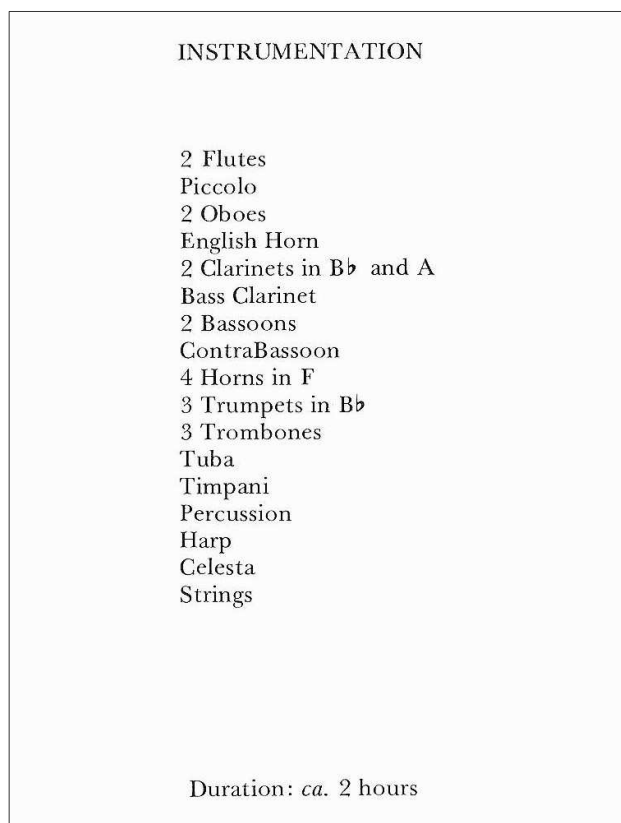 INSTRUMENTATION
2 Flutes
Piccolo
2 Oboes
English Horn
2 Clarinets in B♭ and A
Bass Clarinet
2 Bassoons
ContraBassoon
4 Horns in F
3 Trumpets in B♭
3 Trombones
Tuba
Timpani
Percussion
Harp
Celesta
Strings
Duration: ca. 2 hours